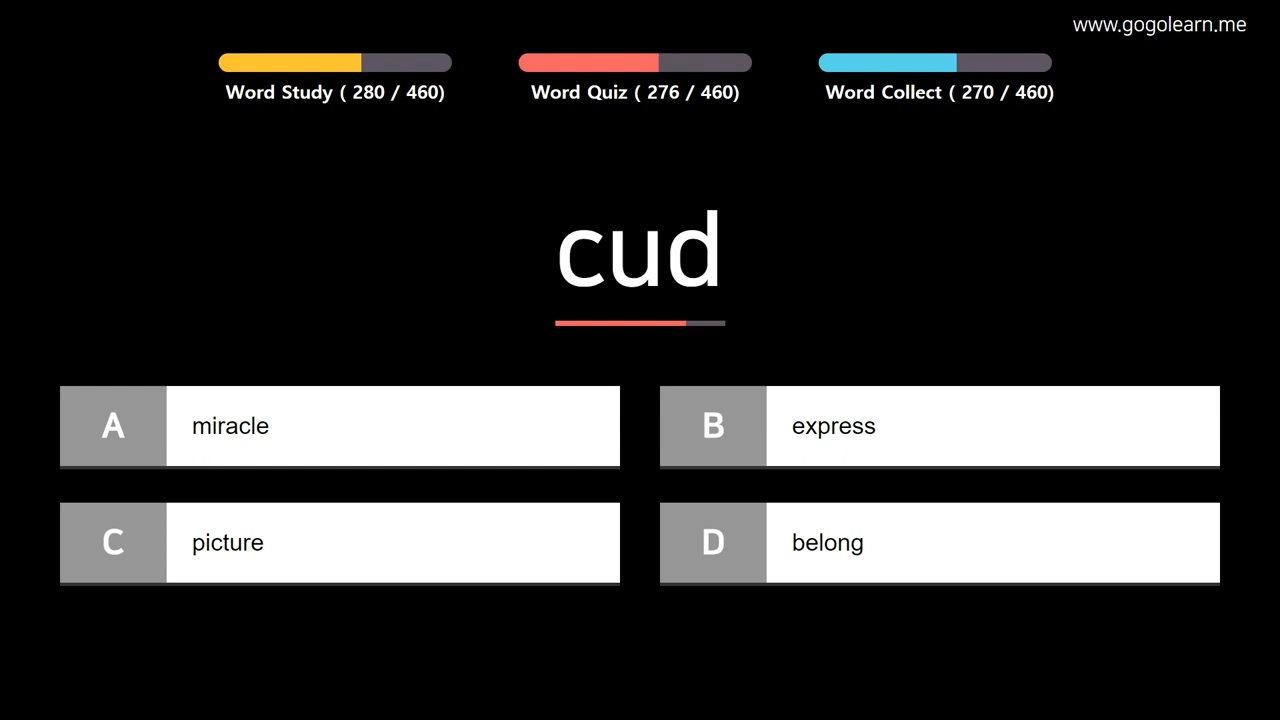 www.gogolearn.me
Word Study ( 280 / 460)
Word Quiz ( 276 / 460)
Word Collect ( 270 / 460)
cud
A miracle
B express
C picture
D belong